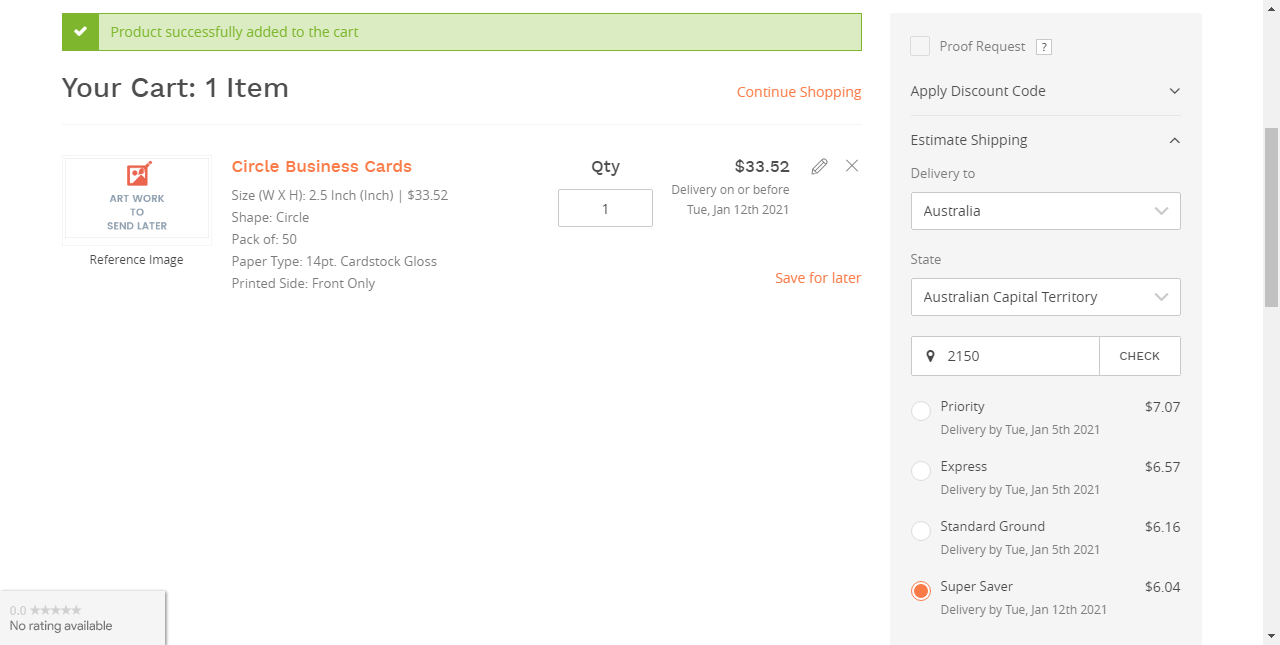 Product successfully added to the cart
Your Cart: 1 Item
Continue Shopping
ART WORK
TO
SEND LATER
Reference Image
Circle Business Cards
Size (W X H): 2.5 Inch (Inch) | $33.52
Shape: Circle
Pack of: 50
Paper Type: 14pt. Cardstock Gloss
Printed Side: Front Only
Qty
1
$33.52
Delivery on or before
Tue, Jan 12th 2021
Save for later
Proof Request ?
Apply Discount Code
Estimate Shipping
Delivery to
Australia
State
Australian Capital Territory
2150 CHECK
Priority $7.07
Delivery by Tue, Jan 5th 2021
Express $6.57
Delivery by Tue, Jan 5th 2021
Standard Ground $6.16
Delivery by Tue, Jan 5th 2021
Super Saver $6.04
Delivery by Tue, Jan 12th 2021
0.0
No rating available